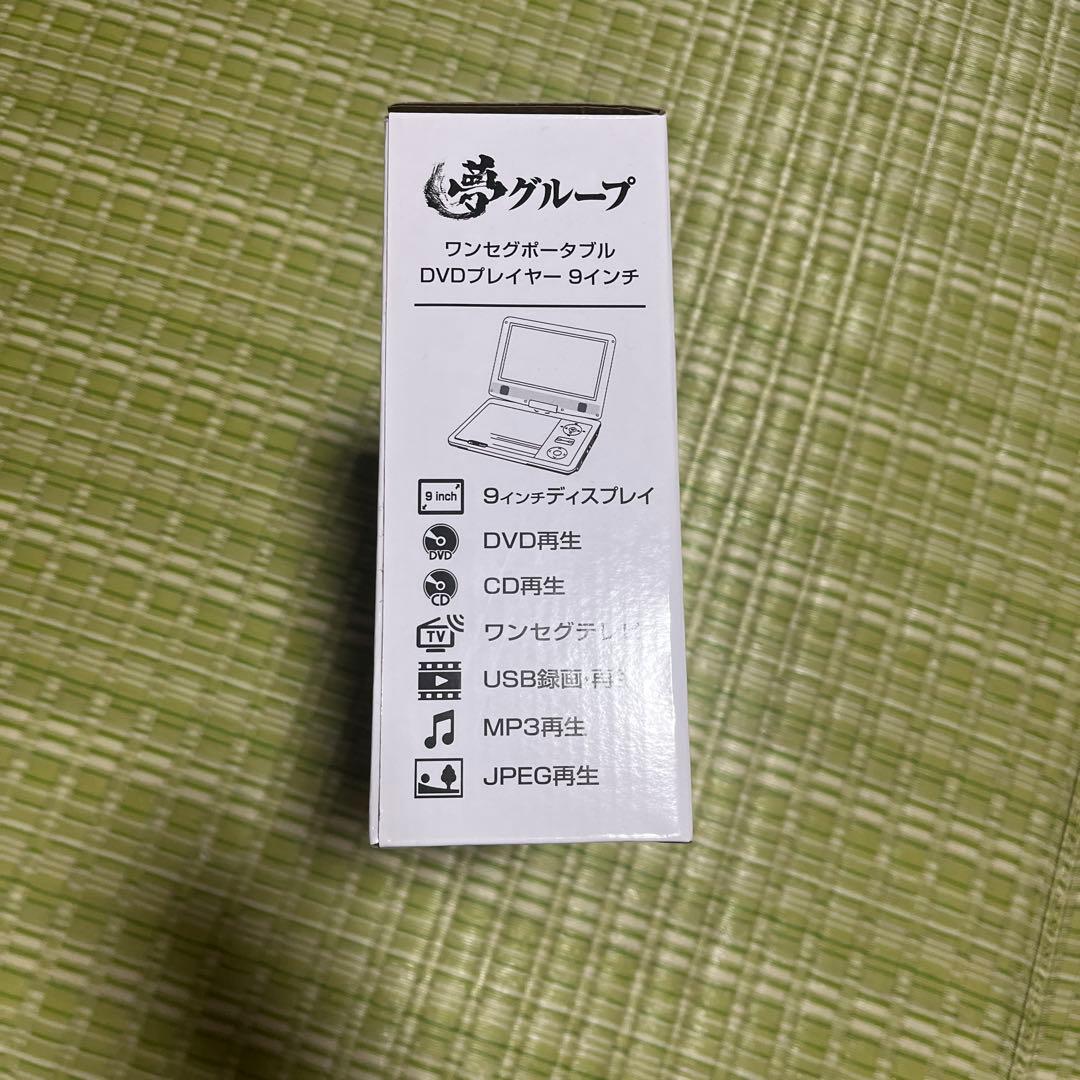 夢グループ
ワンセグポータブル
DVDプレイヤー 9インチ
9 inch
9インチディスプレイ
DVD
DVD再生
CD
CD再生
TV
ワンセグテレビ
USB録画・再生
MP3再生
JPEG再生